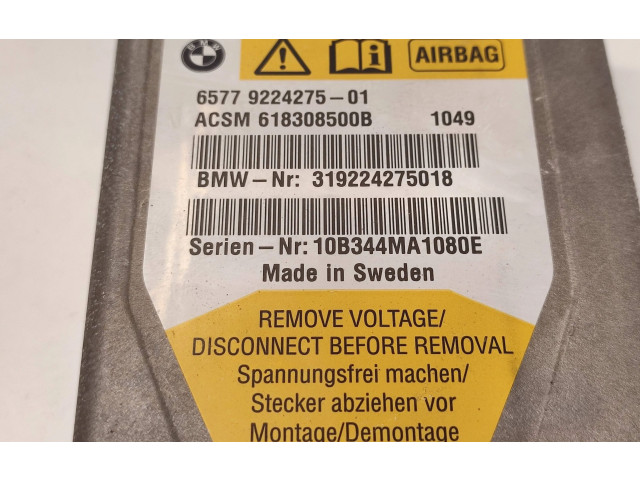 BMW
AIRBAG
6577 9224275-01
ACSM 618308500B 1049
BMW-Nr: 319224275018
Serien-Nr: 10B344MA1080E
Made in Sweden
REMOVE VOLTAGE/
DISCONNECT BEFORE REMOVAL
Spannungsfrei machen/
Stecker abziehen vor
Montage/Demontage